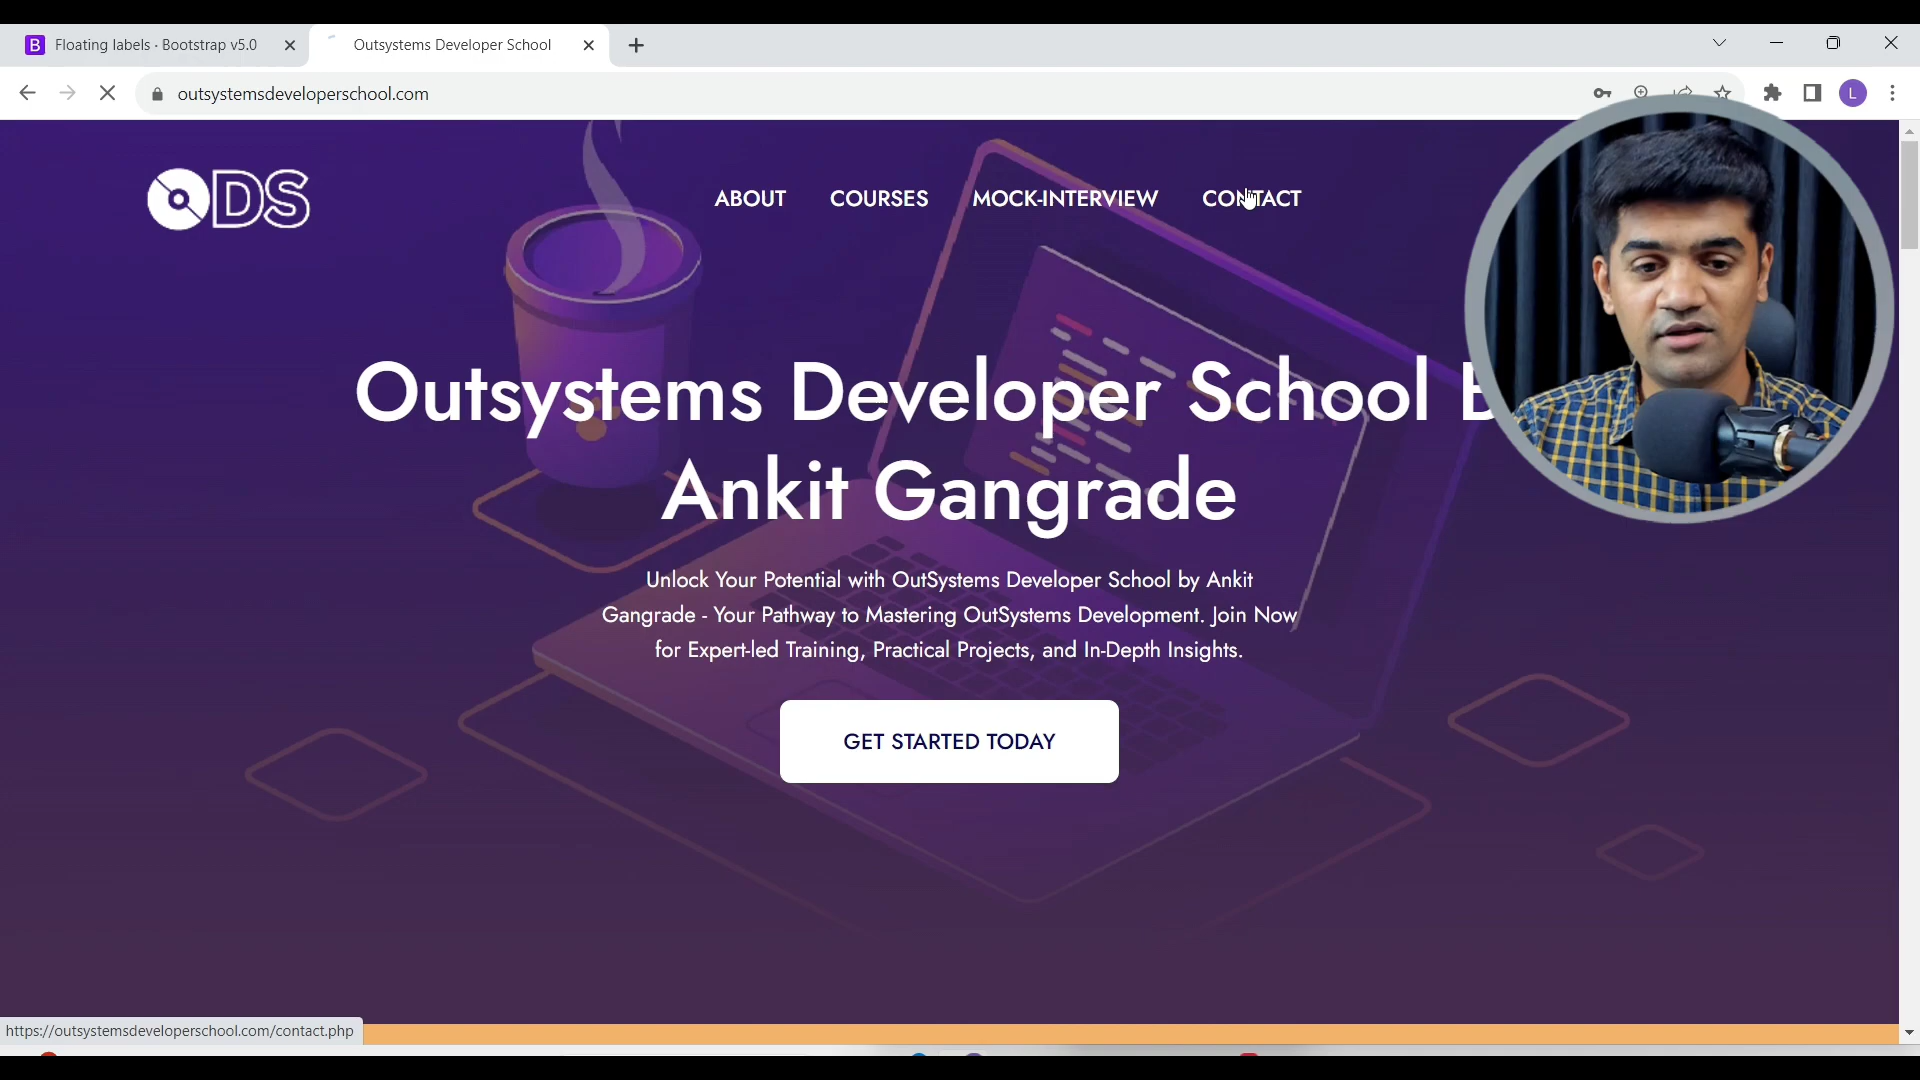 Floating labels · Bootstrap v5.0
Outsystems Developer School
outsystemsdeveloperschool.com
L
DS
ABOUT COURSES MOCK-INTERVIEW CONTACT
Outsystems Developer School
Ankit Gangrade
Unlock Your Potential with OutSystems Developer School by Ankit
Gangrade - Your Pathway to Mastering OutSystems Development. Join Now
for Expert-led Training, Practical Projects, and In-Depth Insights.
GET STARTED TODAY
https://outsystemsdeveloperschool.com/contact.php